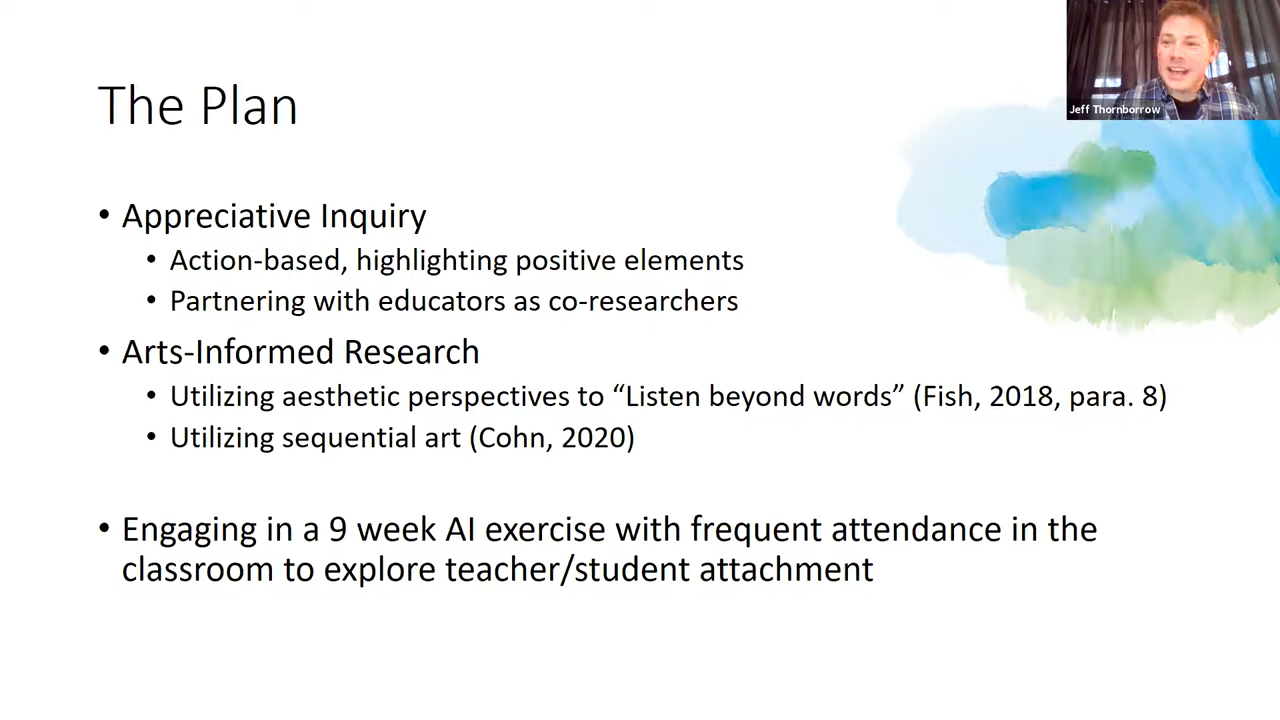 Jeff Thornborrow
The Plan
• Appreciative Inquiry
• Action-based, highlighting positive elements
• Partnering with educators as co-researchers
• Arts-Informed Research
• Utilizing aesthetic perspectives to “Listen beyond words” (Fish, 2018, para. 8)
• Utilizing sequential art (Cohn, 2020)
• Engaging in a 9 week AI exercise with frequent attendance in the
classroom to explore teacher/student attachment